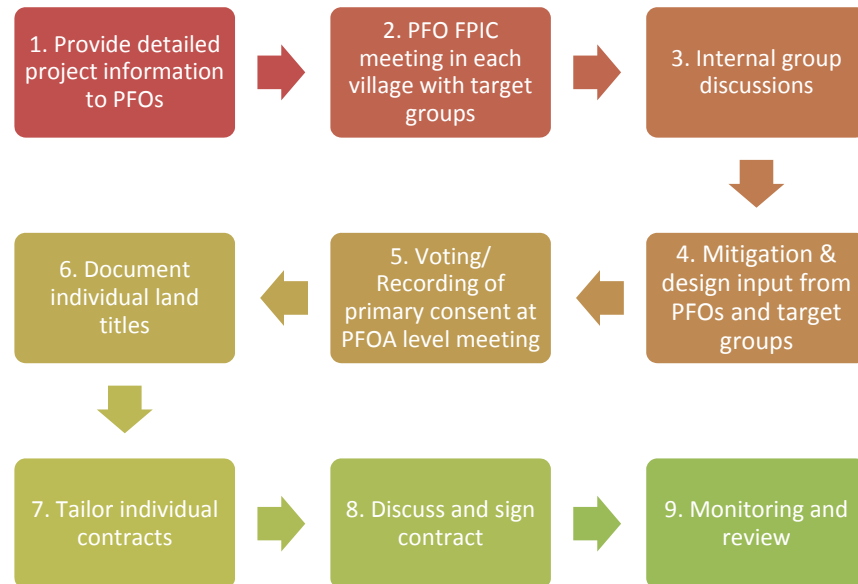 1. Provide detailed
project information
to PFOs
2. PFO FPIC
meeting in each
village with target
groups
3. Internal group
discussions
4. Mitigation &
design input from
PFOs and target
groups
5. Voting/
Recording of
primary consent at
PFOA level meeting
6. Document
individual land
titles
7. Tailor individual
contracts
8. Discuss and sign
contract
9. Monitoring and
review